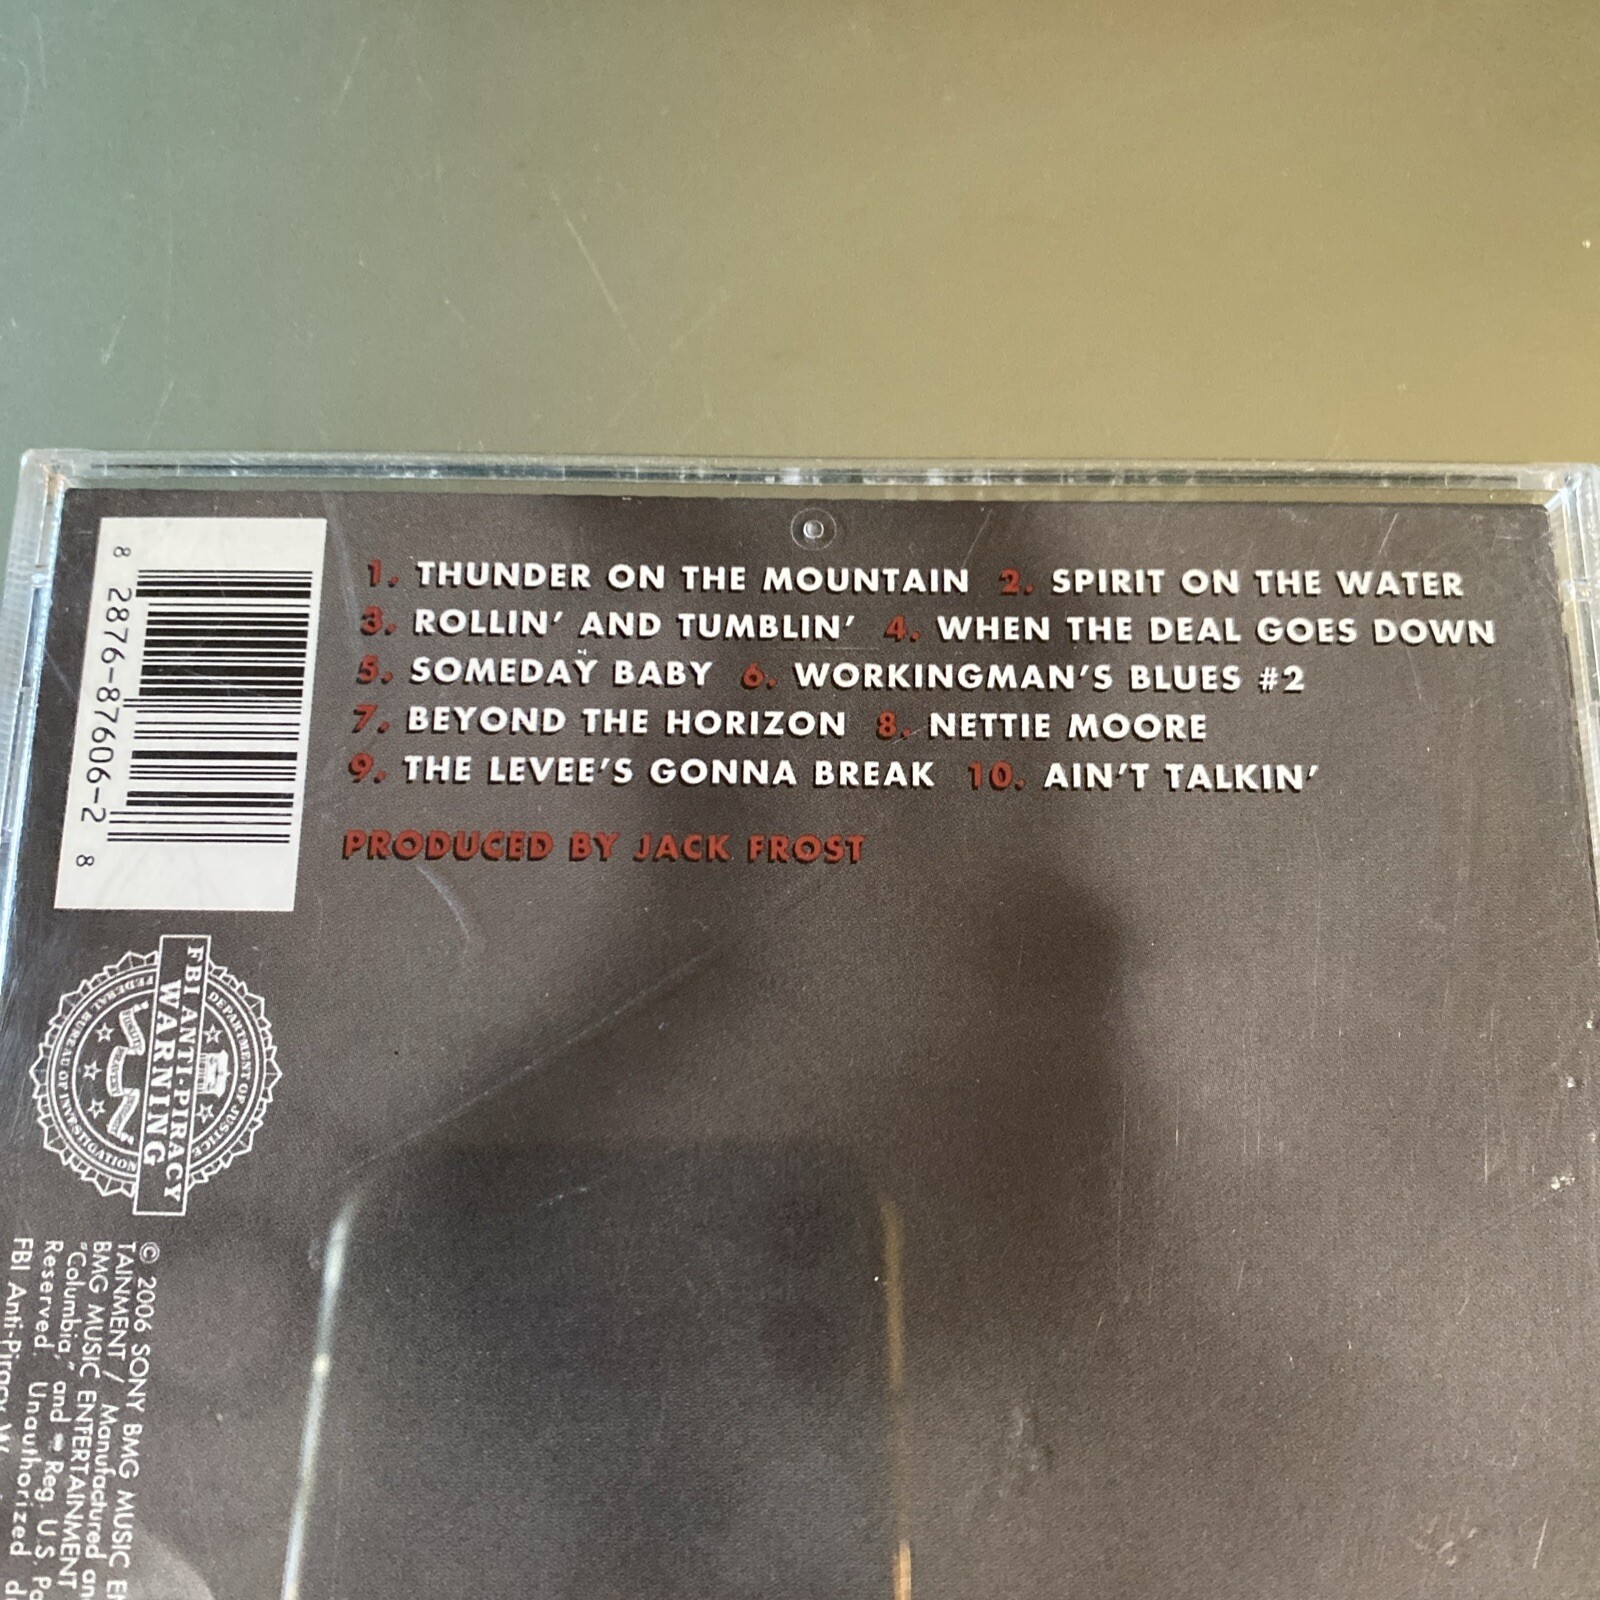 1. THUNDER ON THE MOUNTAIN 2. SPIRIT ON THE WATER
3. ROLLIN' AND TUMBLIN' 4. WHEN THE DEAL GOES DOWN
5. SOMEDAY BABY 6. WORKINGMAN'S BLUES #2
7. BEYOND THE HORIZON 8. NETTIE MOORE
9. THE LEVEE'S GONNA BREAK 10. AIN'T TALKIN'
PRODUCED BY JACK FROST
8 2876-87606-2 8
FBI ANTI-PIRACY
WARNING
DEPARTMENT OF JUSTICE
FEDERAL BUREAU OF INVESTIGATION
© 2006 SONY BMG MUSIC
TAINMENT / Manufactured
BMG MUSIC ENTERTAINMENT
"Columbia," and Reg. U.S.
Reserved. Unauthorized
FBI Anti-Piracy